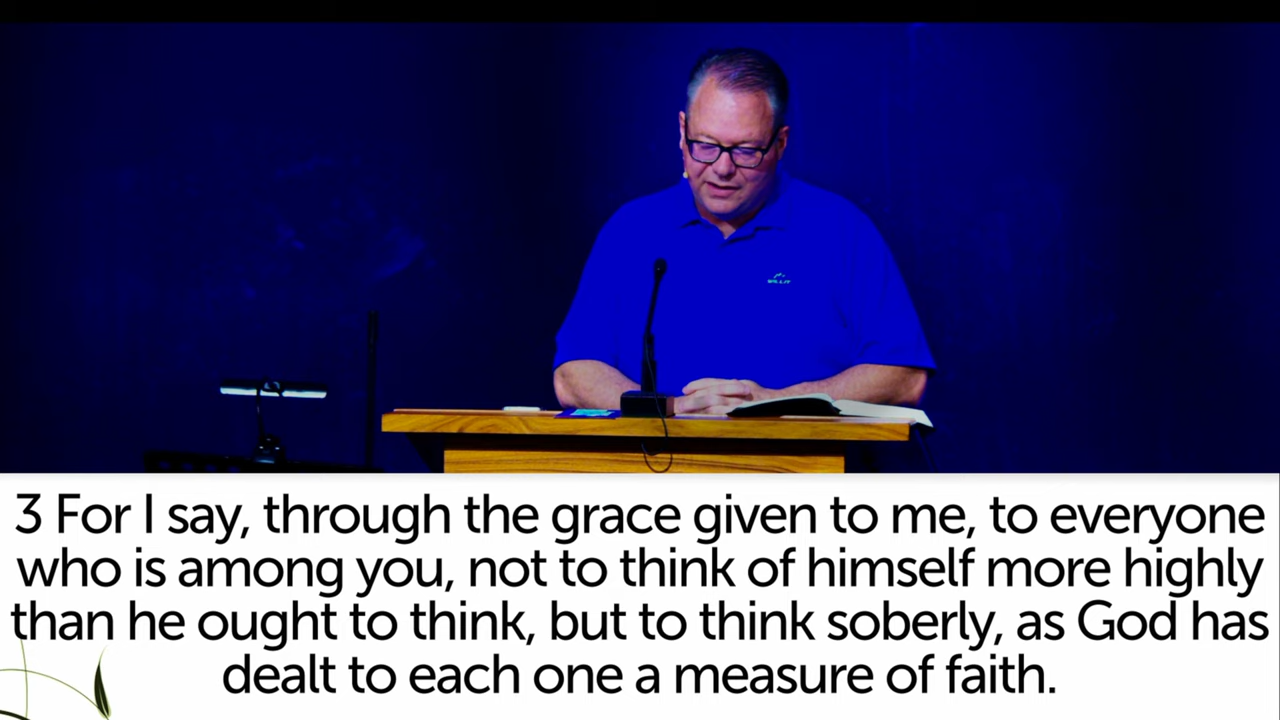 3 For I say, through the grace given to me, to everyone
who is among you, not to think of himself more highly
than he ought to think, but to think soberly, as God has
dealt to each one a measure of faith.